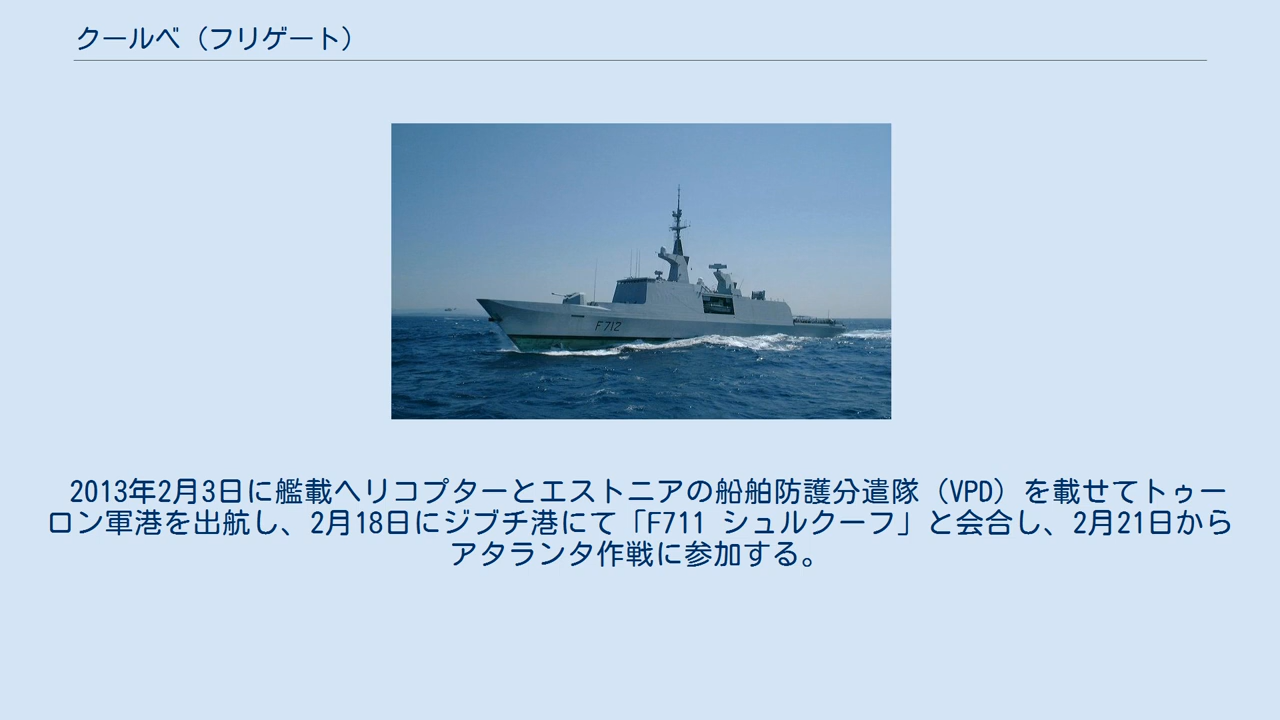 クールベ（フリゲート）
F712
2013年2月3日に艦載ヘリコプターとエストニアの船舶防護分遣隊（VPD）を載せてトゥー
ロン軍港を出航し、2月18日にジブチ港にて「F711 シュルクーフ」と会合し、2月21日から
アタランタ作戦に参加する。